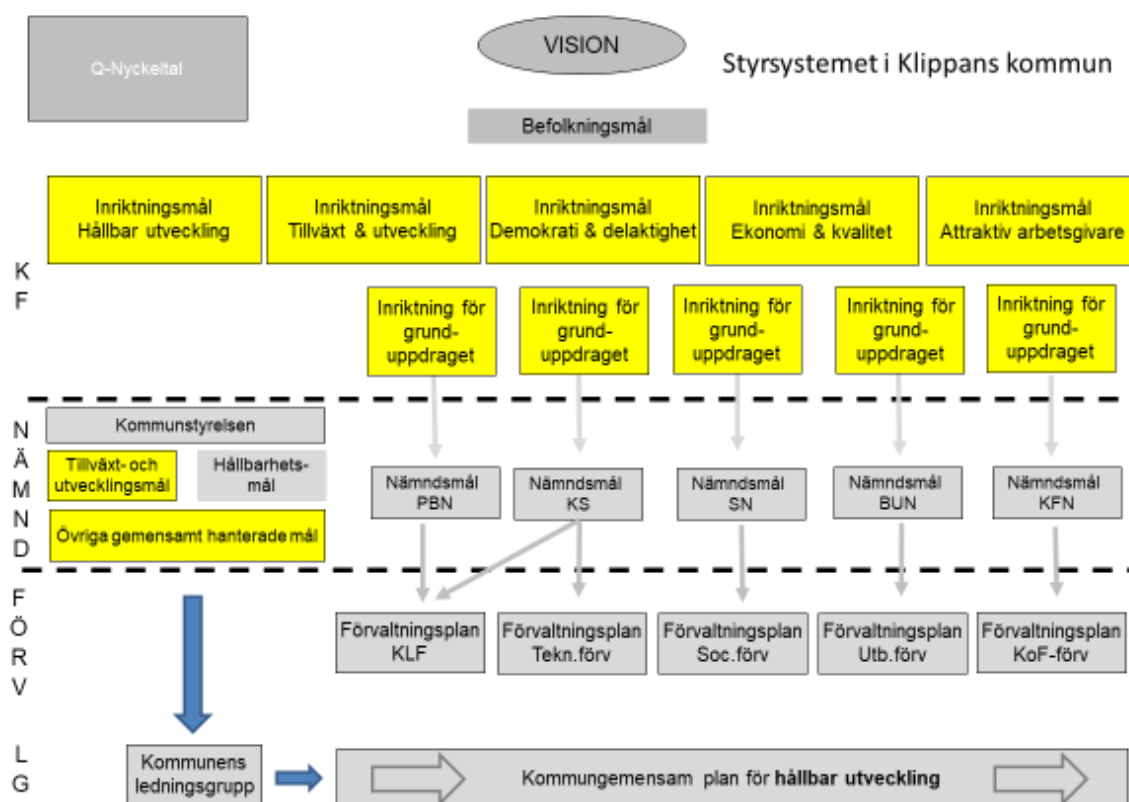 Q-Nyckeltal
VISION
Styrsystemet i Klippans kommun
Befolkningsmål
Inriktningsmål
Hållbar utveckling
Inriktningsmål
Tillväxt & utveckling
Inriktningsmål
Demokrati & delaktighet
Inriktningsmål
Ekonomi & kvalitet
Inriktningsmål
Attraktiv arbetsgivare
K
F
Inriktning för
grund-
uppdraget
Inriktning för
grund-
uppdraget
Inriktning för
grund-
uppdraget
Inriktning för
grund-
uppdraget
Inriktning för
grund-
uppdraget
N
Ä
M
N
D
Kommunstyrelsen
Tillväxt- och
utvecklingsmål
Hållbarhets-
mål
Övriga gemensamt hanterade mål
Nämndsmål
PBN
Nämndsmål
KS
Nämndsmål
SN
Nämndsmål
BUN
Nämndsmål
KFN
F
Ö
R
V
Förvaltningsplan
KLF
Förvaltningsplan
Tekn.förv
Förvaltningsplan
Soc.förv
Förvaltningsplan
Utb.förv
Förvaltningsplan
KoF-förv
L
G
Kommunens
ledningsgrupp
Kommungemensam plan för hållbar utveckling